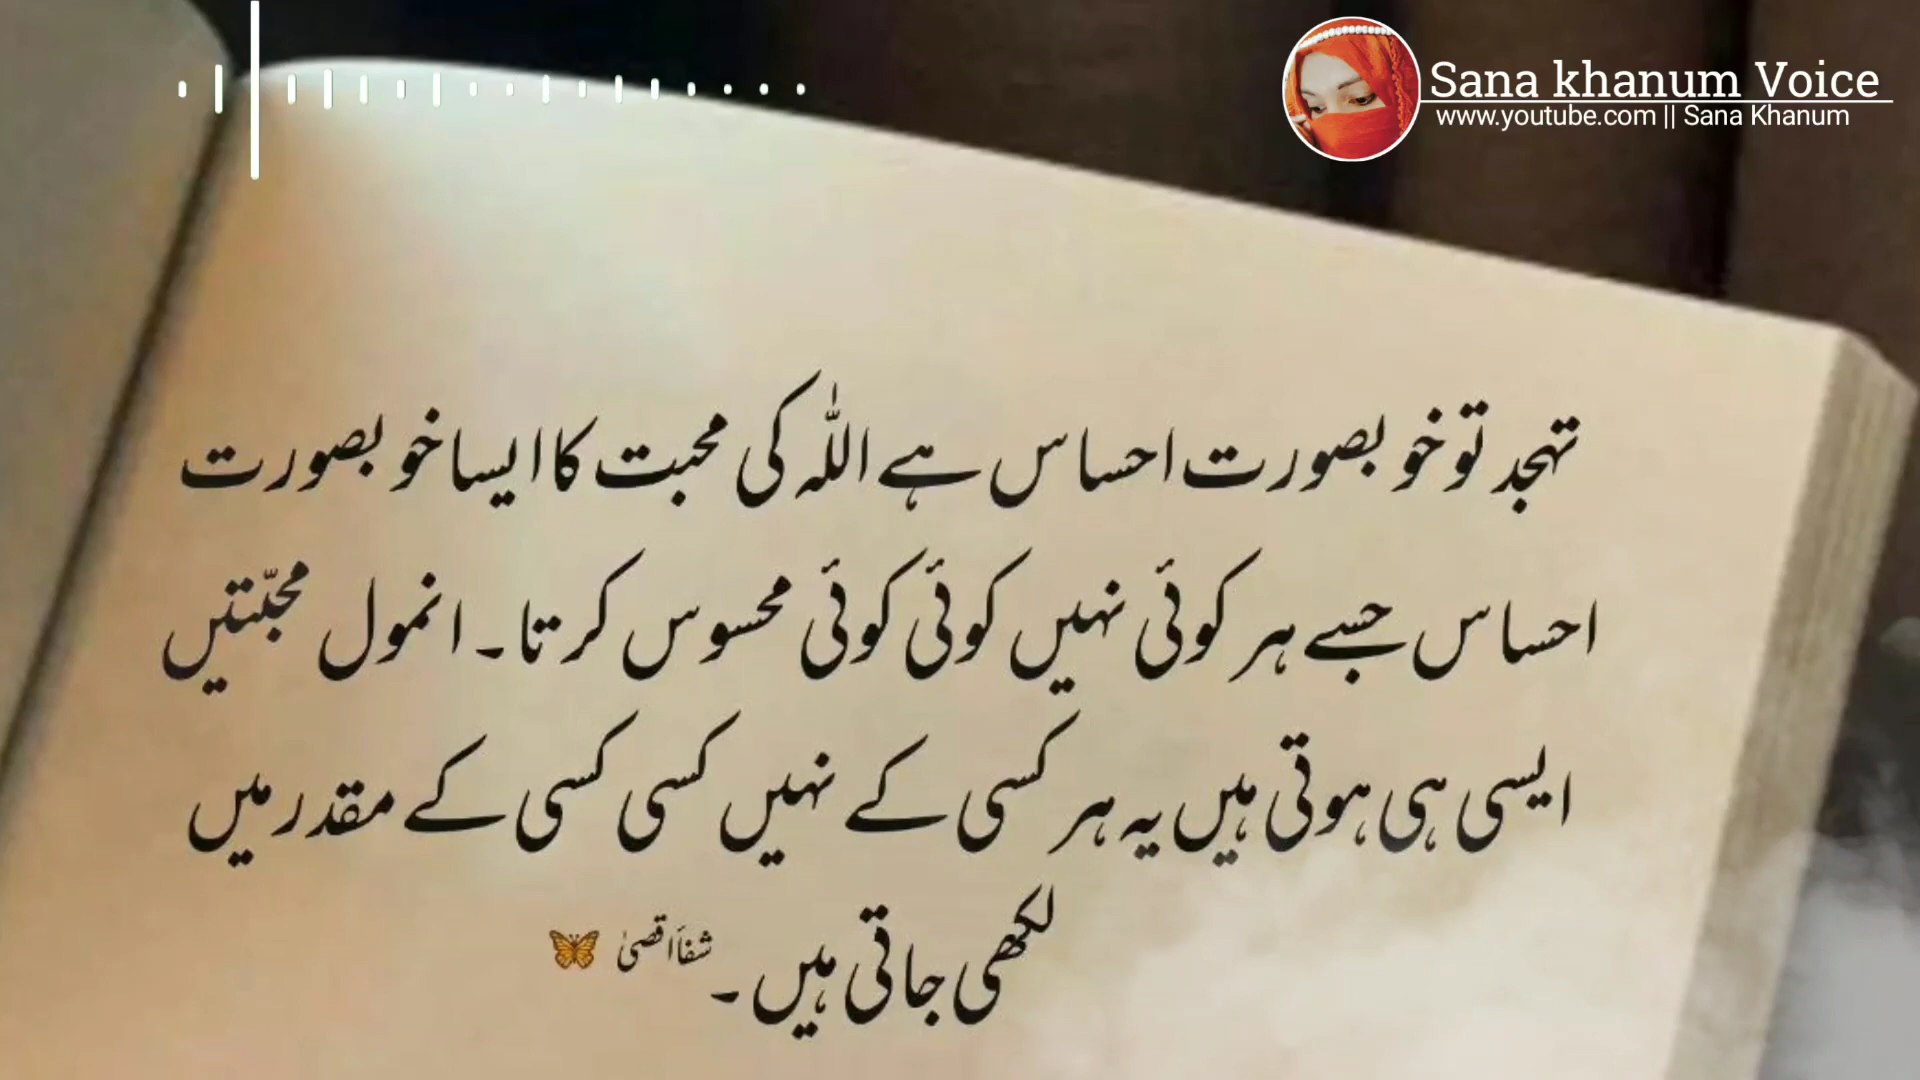 Sana khanum Voice
www.youtube.com || Sana Khanum
تہجد تو خوبصورت احساس ہے اللہ کی محبت کا ایسا خوبصورت
احساس جسے ہر کوئی نہیں کوئی کوئی محسوس کرتا۔ انمول محبّتیں
ایسی ہی ہوتی ہیں یہ ہر کسی کے نہیں کسی کسی کے مقدر میں
لکھی جاتی ہیں۔ شفأاقصیٰ 🦋